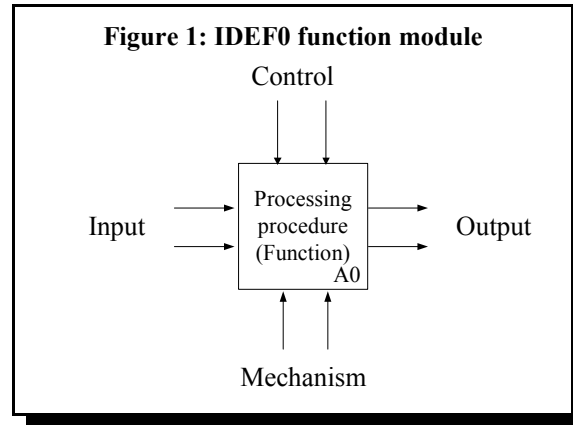 Figure 1: IDEF0 function module
Control
Input
Processing
procedure
(Function)
A0
Output
Mechanism